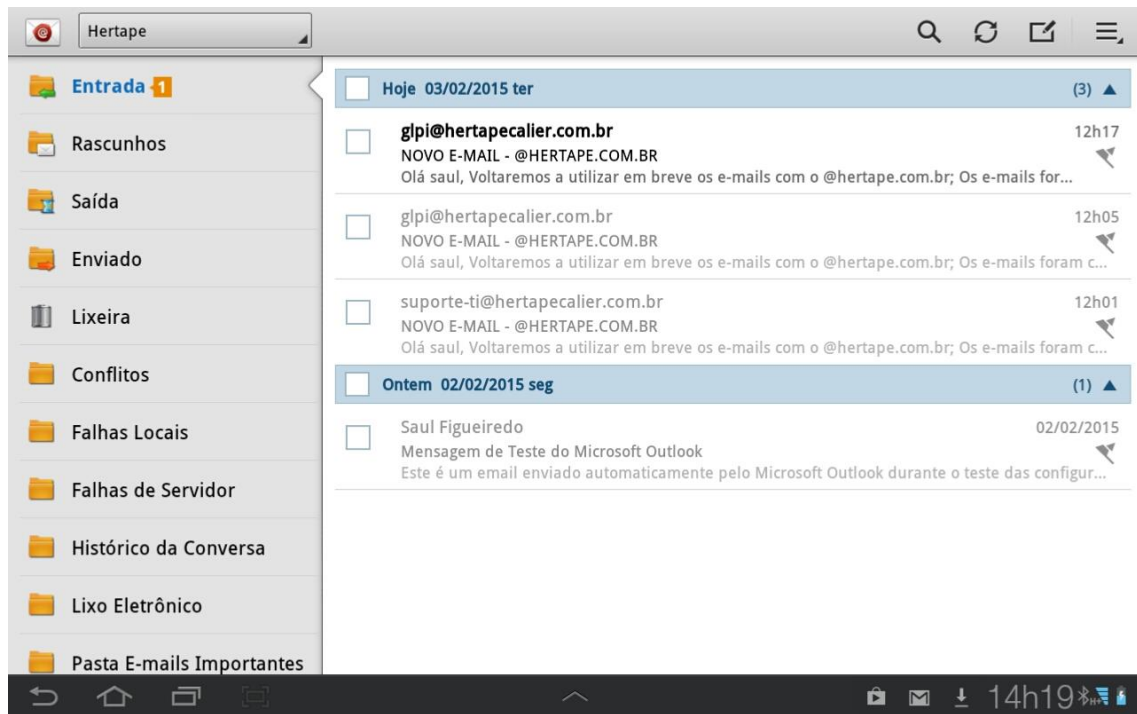 Hertape
Entrada 1
Rascunhos
Saída
Enviado
Lixeira
Conflitos
Falhas Locais
Falhas de Servidor
Histórico da Conversa
Lixo Eletrônico
Pasta E-mails Importantes
Hoje 03/02/2015 ter (3)
glpi@hertapecalier.com.br 12h17
NOVO E-MAIL - @HERTAPE.COM.BR
Olá saul, Voltaremos a utilizar em breve os e-mails com o @hertape.com.br; Os e-mails for...
glpi@hertapecalier.com.br 12h05
NOVO E-MAIL - @HERTAPE.COM.BR
Olá saul, Voltaremos a utilizar em breve os e-mails com o @hertape.com.br; Os e-mails foram c...
suporte-ti@hertapecalier.com.br 12h01
NOVO E-MAIL - @HERTAPE.COM.BR
Olá saul, Voltaremos a utilizar em breve os e-mails com o @hertape.com.br; Os e-mails foram c...
Ontem 02/02/2015 seg (1)
Saul Figueiredo 02/02/2015
Mensagem de Teste do Microsoft Outlook
Este é um email enviado automaticamente pelo Microsoft Outlook durante o teste das configur...
14h19